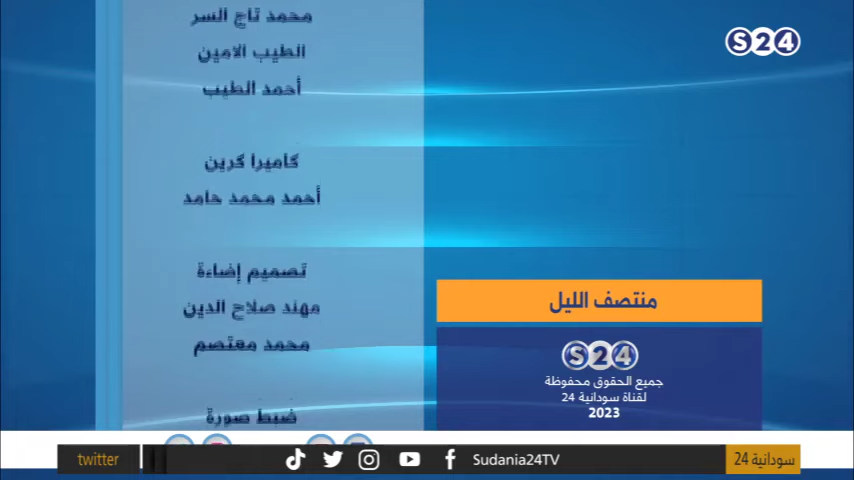 S24
محمد تاج السر
الطيب الامين
أحمد الطيب
كاميرا كرين
أحمد محمد حامد
تصميم إضاءة
مهند صلاح الدين
محمد معتصم
ضبط صورة
منتصف الليل
S24
جميع الحقوق محفوظة
لقناة سودانية 24
2023
twitter
Sudania24TV
سودانية 24